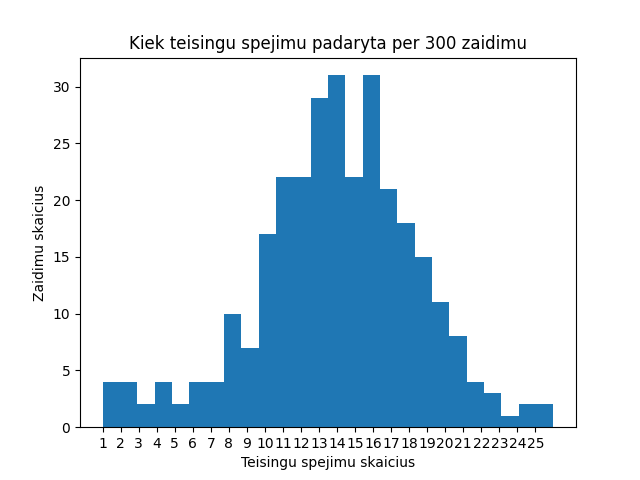 Kiek teisingu spejimu padaryta per 300 zaidimu
Zaidimu skaicius
30
25
20
15
10
5
0
1 2 3 4 5 6 7 8 9 10 11 12 13 14 15 16 17 18 19 20 21 22 23 24 25
Teisingu spejimu skaicius